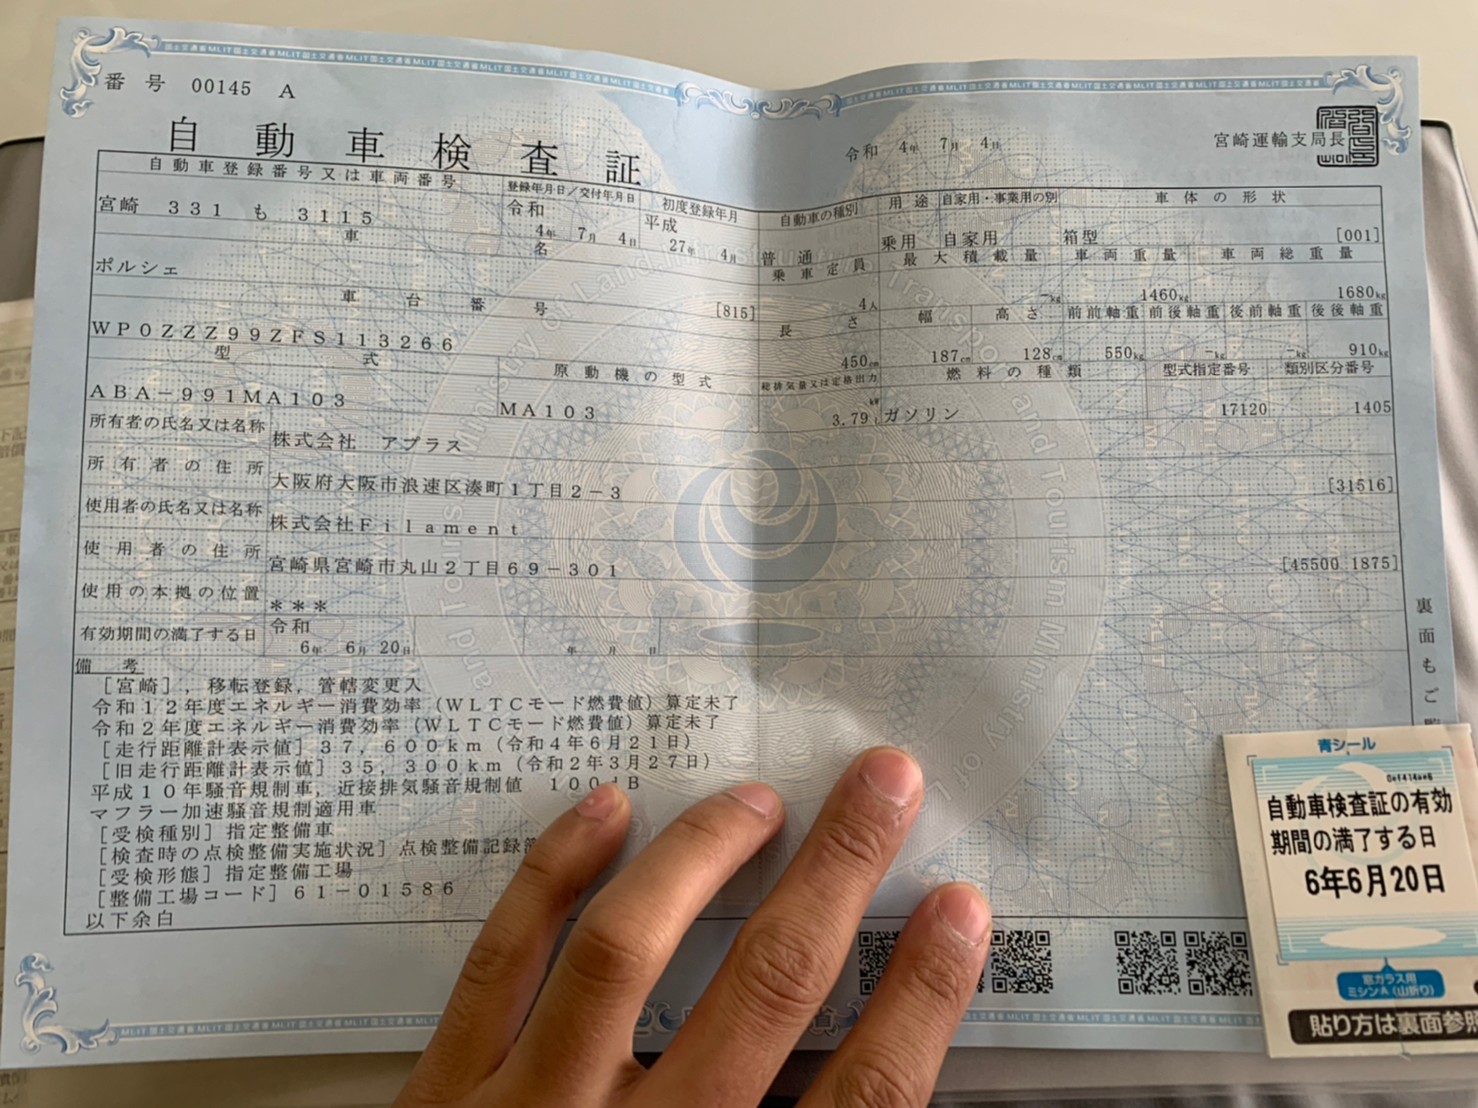 番号 00145 A
自動車検査証
令和 4年 7月 4日
宮崎運輸支局長
自動車登録番号又は車両番号
登録年月日/交付年月日
初度登録年月
自動車の種別
用途
自家用・事業用の別
車体の形状
宮崎 331 も 3115
令和 4年 7月 4日
平成 27年 4月
普通
乗用
自家用
箱型 [001]
車名
乗車定員
最大積載量
車両重量
車両総重量
ポルシェ [815]
4人
-kg
1460kg
1680kg
車台番号
長さ
幅
高さ
前前軸重
前後軸重
後前軸重
後後軸重
WP0ZZZ99ZFS113266
450cm
187cm
128cm
550kg
-kg
-kg
910kg
型式
原動機の型式
総排気量又は定格出力
燃料の種類
型式指定番号
類別区分番号
ABA-991MA103
MA103
kW
3.79 l
ガソリン
17120
1405
所有者の氏名又は名称
株式会社 アプラス
所有者の住所
大阪府大阪市浪速区湊町1丁目2-3 [31516]
使用者の氏名又は名称
株式会社Filament
使用者の住所
宮崎県宮崎市丸山2丁目69-301 [45500 1875]
使用の本拠の位置
***
有効期間の満了する日
令和 6年 6月 20日
年 月 日
備考
[宮崎], 移転登録, 管轄変更入
令和12年度エネルギー消費効率(WLTCモード燃費値)算定未了
令和2年度エネルギー消費効率(WLTCモード燃費値)算定未了
[走行距離計表示値] 37, 600km(令和4年6月21日)
[旧走行距離計表示値] 35, 300km(令和2年3月27日)
平成10年騒音規制車, 近接排気騒音規制値 100dB
マフラー加速騒音規制適用車
[受検種別] 指定整備車
[検査時の点検整備実施状況] 点検整備記録簿
[受検形態] 指定整備工場
[整備工場コード] 61-01586
以下余白
裏面もご
青シール
自動車検査証の有効
期間の満了する日
6年6月20日
窓ガラス用
ミシンA(山折り)
貼り方は裏面参照